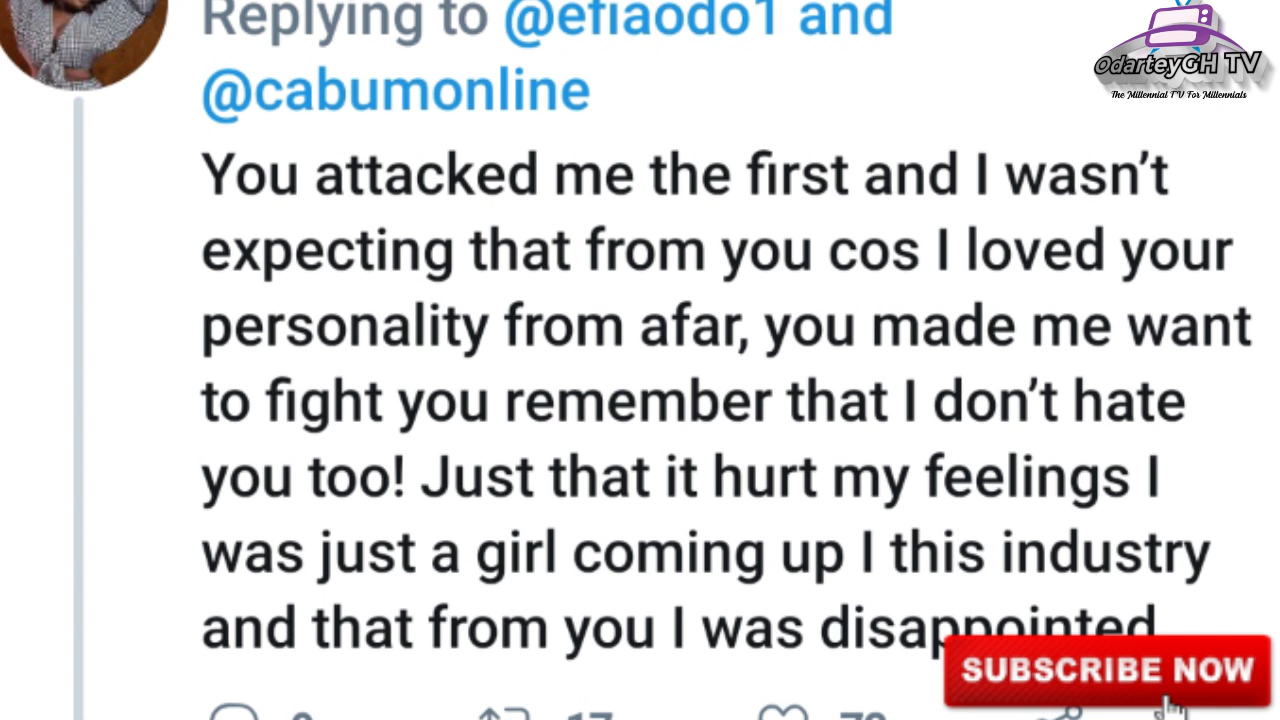 Replying to @efiaodo1 and
@cabumonline
You attacked me the first and I wasn’t
expecting that from you cos I loved your
personality from afar, you made me want
to fight you remember that I don’t hate
you too! Just that it hurt my feelings I
was just a girl coming up I this industry
and that from you I was disappointed
OdarteyGH TV
The Millennial TV For Millennials
SUBSCRIBE NOW